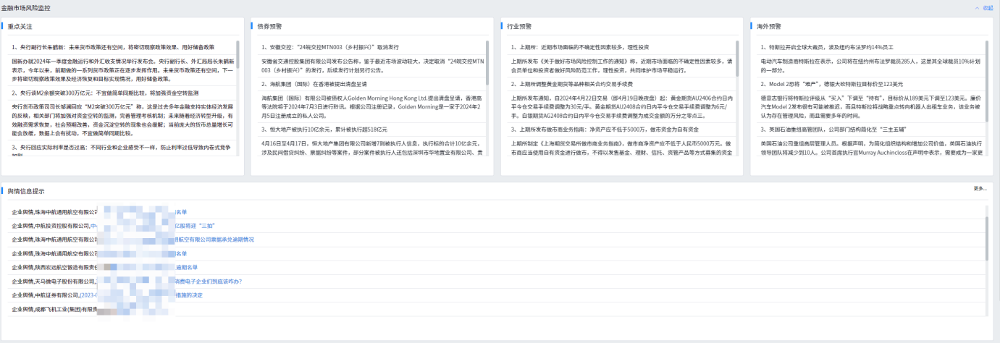 金融市场风险监控
收起
重点关注
1、央行副行长朱鹤新：未来货币政策还有空间，将密切观察政策效果、用好储备政策
国新办就2024年一季度金融运行和外汇收支情况举行发布会。央行副行长、外汇局局长朱鹤新
表示，今年以来，前期做的一系列货币政策正在逐步发挥作用。未来货币政策还有空间，下一
步将密切观察政策效果及经济恢复和目标实现情况，用好储备政策。
2、央行谈M2余额突破300万亿元：不宜做简单同期比较，将加强资金空转监测
央行货币政策司司长邹澜回应“M2突破300万亿元”称，这是过去多年金融支持实体经济发展
的反映，相关部门将加强对资金空转的监测，完善管理考核机制；未来随着经济转型升级，有
效融资需求恢复，社会预期改善，资金沉淀空转的现象也会缓解；当前庞大的货币总量增长可
能会放缓，数据上会有扰动，不宜做简单同期比较。
3、央行回应实际利率是否过高：不同行业和企业感受不一样，防止利率过低导致内卷式竞争
加剧
债券预警
1、安徽交控：“24皖交控MTN003（乡村振兴）”取消发行
安徽省交通控股集团有限公司发布公告称，鉴于最近市场波动较大，决定取消“24皖交控MTN
003（乡村振兴）”的发行，后续发行计划另行公告。
2、海航集团（国际）在香港被提出清盘呈请
海航集团（国际）有限公司被债权人Golden Morning Hong Kong Ltd.提出清盘呈请，香港高
等法院将于2024年7月3日进行聆讯。根据公司注册记录，Golden Morning是一家于2024年2
月5日注册成立的私人公司。
3、恒大地产被执行10亿余元，累计被执行超518亿元
4月16日至4月17日，恒大地产集团有限公司新增7则被执行人信息，执行标的合计10亿余元，
涉及民间借贷纠纷、票据纠纷等案件，部分案件被执行人还包括深圳市华地置业有限公司、贵
行业预警
1、上期所：近期市场面临的不确定性因素较多，理性投资
上期所发布《关于做好市场风险控制工作的通知》称，近期市场面临的不确定性因素较多，请
会员单位和投资者做好风险防范工作，理性投资，共同维护市场平稳运行。
2、上期所调整黄金期货等品种相关合约交易手续费
上期所发布通知，自2024年4月22日交易（即4月19日晚夜盘）起：黄金期货AU2406合约日内
平今仓交易手续费调整为30元/手。黄金期货AU2408合约日内平今仓交易手续费调整为6元/
手。白银期货AG2408合约日内平今仓交易手续费调整为成交金额的万分之零点三。
3、上期所发布做市商业务指南：净资产应不低于5000万，做市资金为自有资金
上期所制定《上海期货交易所做市商业务指南》，做市商净资产应不低于人民币5000万元。做
市商应当使用自有资金进行做市，不得以发售基金、理财、信托、资管产品等方式募集的资金
海外预警
1、特斯拉开启全球大裁员，波及纽约布法罗约14%员工
电动汽车制造商特斯拉在表示，公司将在纽约州布法罗裁员285人，这是其全球裁员10%计划
的一部分。
2、Model 2恐将“难产”，德银大砍特斯拉目标价至123美元
德意志银行将特斯拉评级从“买入”下调至“持有”，目标价从189美元下调至123美元。廉价
汽车Model 2发布很有可能被推迟，而且特斯拉将战略重点转向机器人出租车业务，该业务被
认为存在管理风险，而且需要多年的时间。
3、英国石油重组高管团队，公司部门结构简化至“三主五辅”
英国石油公司重组高层管理人员。根据声明，为简化组织结构和增加公司价值，英国石油执行
领导团队将减少到10人。公司首席执行官Murray Auchincloss在声明中表示，需要成为一家更
舆情信息提示
更多...
企业舆情,珠海中航通用航空有限公司 名单
企业舆情,中航投资控股有限公司,中 亿股将迎“三拍”
企业舆情,珠海中航通用航空有限公司 航空有限公司票据承兑逾期情况
企业舆情,珠海中航通用航空有限公司 名单
企业舆情,陕西宏远航空锻造有限责任 逾期名单
企业舆情,天马微电子股份有限公司, 消费电子企业们到底该咋办？
企业舆情,中航证券有限公司,(2023- 措施的决定
企业舆情,成都飞机工业(集团)有限责